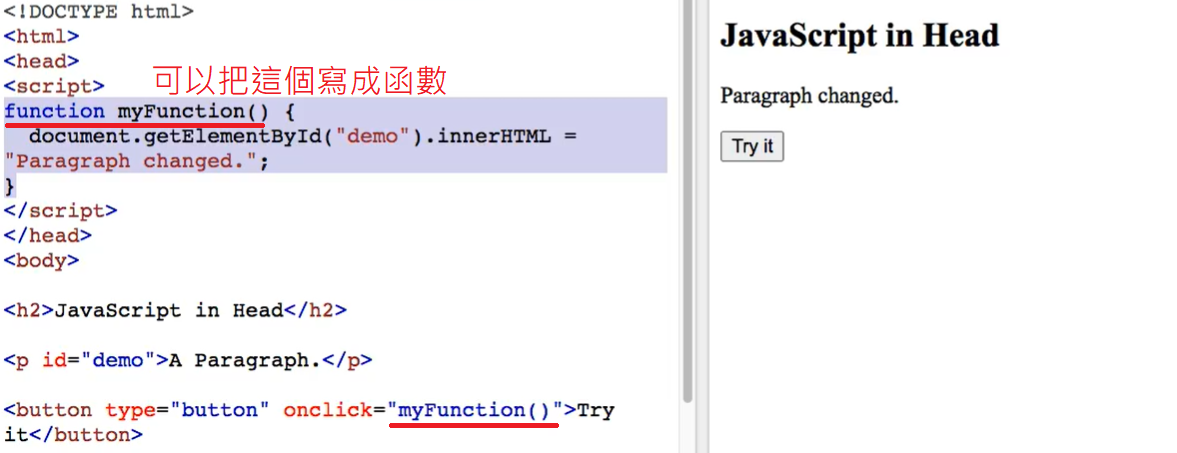 <!DOCTYPE html>
<html>
<head>
<script>
可以把這個寫成函數
function myFunction() {
  document.getElementById("demo").innerHTML =
"Paragraph changed.";
}
</script>
</head>
<body>
<h2>JavaScript in Head</h2>
<p id="demo">A Paragraph.</p>
<button type="button" onclick="myFunction()">Try
it</button>
JavaScript in Head
Paragraph changed.
Try it